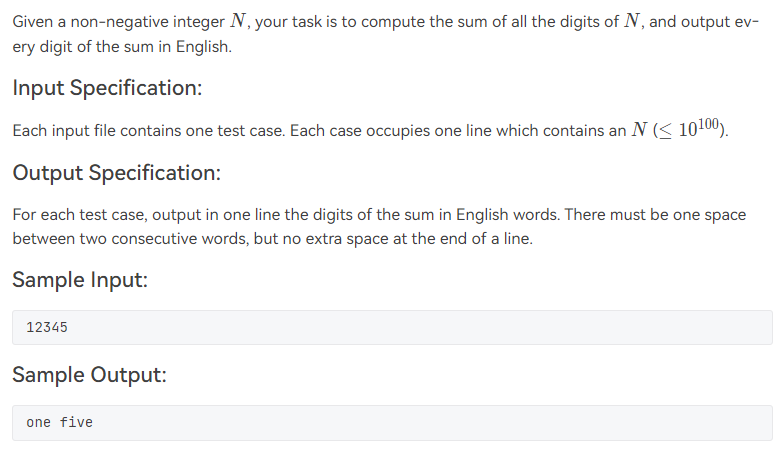 Given a non-negative integer N, your task is to compute the sum of all the digits of N, and output ev-
ery digit of the sum in English.
Input Specification:
Each input file contains one test case. Each case occupies one line which contains an N (≤ 10^100).
Output Specification:
For each test case, output in one line the digits of the sum in English words. There must be one space
between two consecutive words, but no extra space at the end of a line.
Sample Input:
12345
Sample Output:
one five